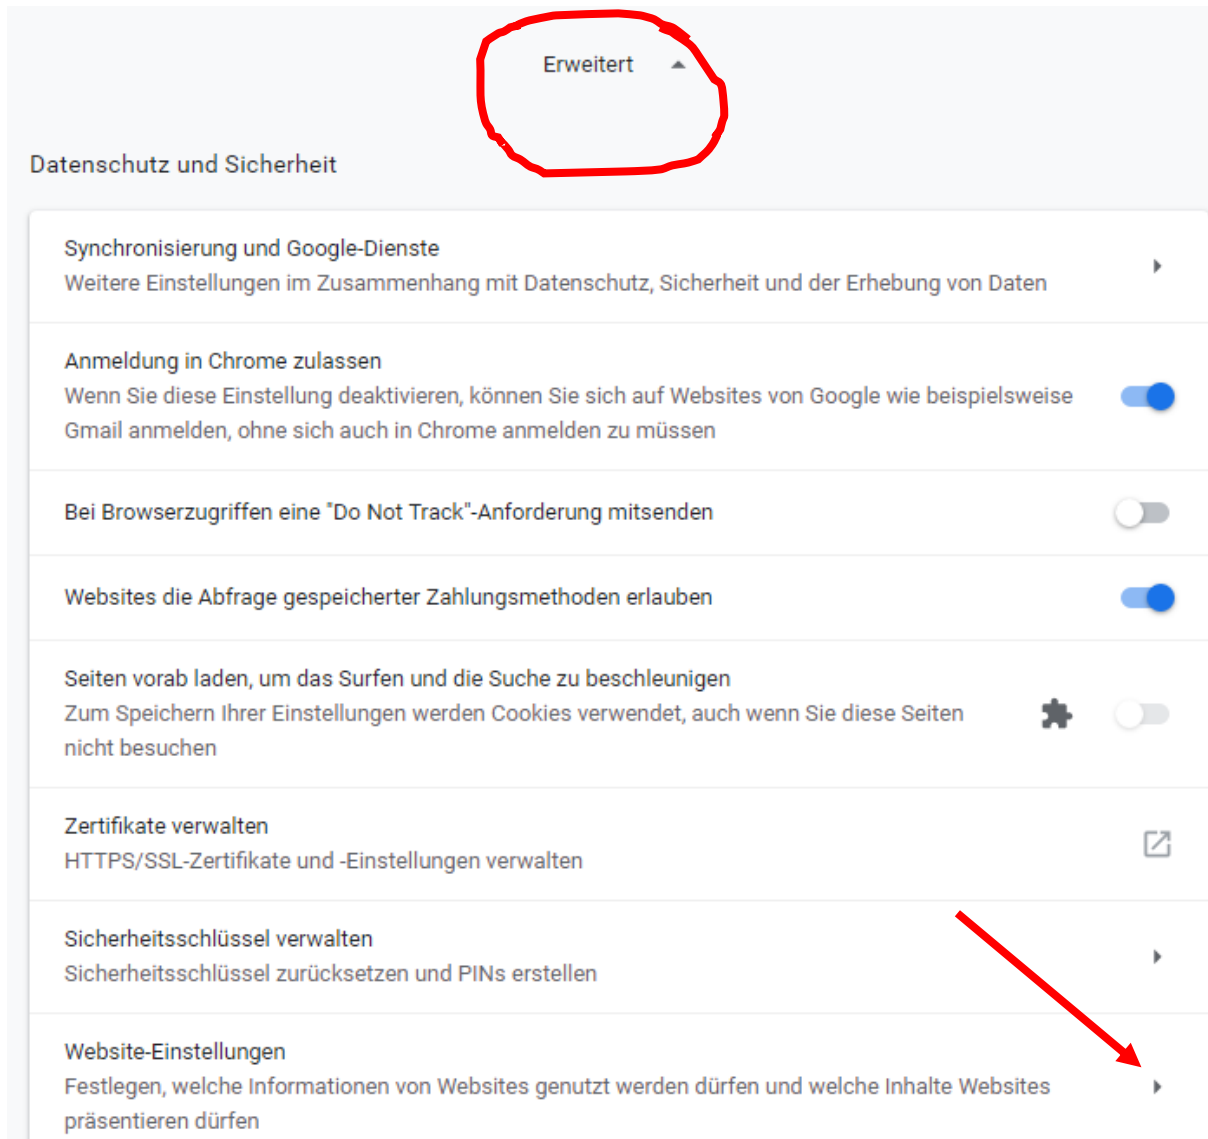 Erweitert
Datenschutz und Sicherheit
Synchronisierung und Google-Dienste
Weitere Einstellungen im Zusammenhang mit Datenschutz, Sicherheit und der Erhebung von Daten
Anmeldung in Chrome zulassen
Wenn Sie diese Einstellung deaktivieren, können Sie sich auf Websites von Google wie beispielsweise
Gmail anmelden, ohne sich auch in Chrome anmelden zu müssen
Bei Browserzugriffen eine "Do Not Track"-Anforderung mitsenden
Websites die Abfrage gespeicherter Zahlungsmethoden erlauben
Seiten vorab laden, um das Surfen und die Suche zu beschleunigen
Zum Speichern Ihrer Einstellungen werden Cookies verwendet, auch wenn Sie diese Seiten
nicht besuchen
Zertifikate verwalten
HTTPS/SSL-Zertifikate und -Einstellungen verwalten
Sicherheitsschlüssel verwalten
Sicherheitsschlüssel zurücksetzen und PINs erstellen
Website-Einstellungen
Festlegen, welche Informationen von Websites genutzt werden dürfen und welche Inhalte Websites
präsentieren dürfen